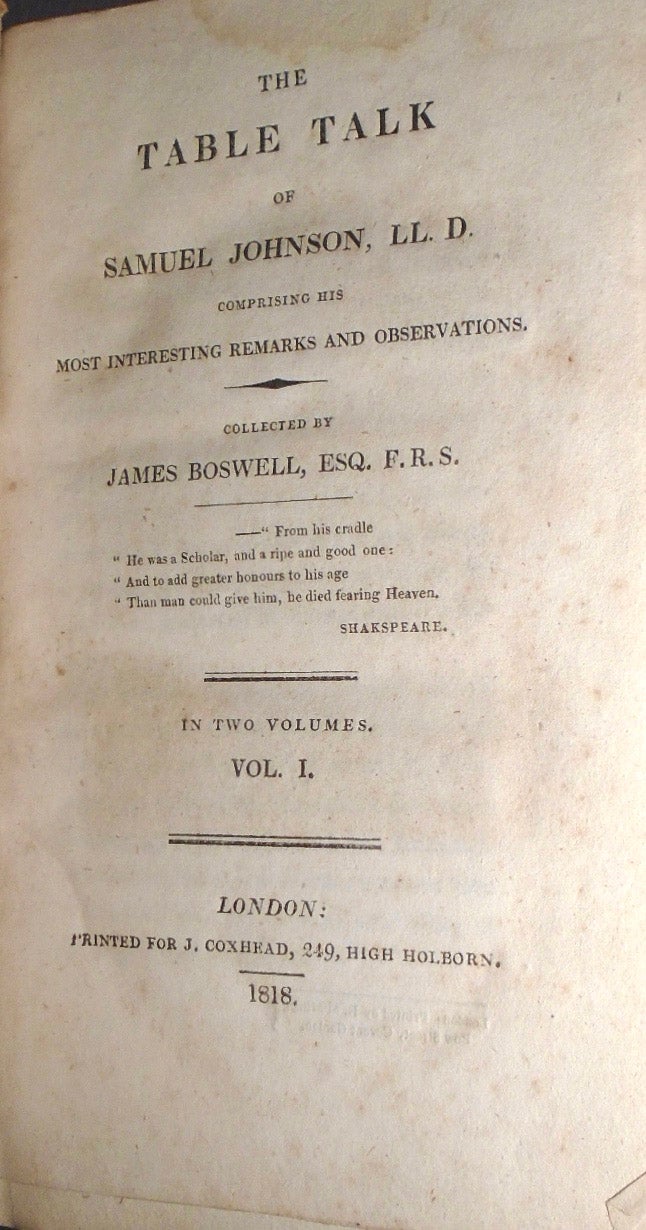 THE
TABLE TALK
OF
SAMUEL JOHNSON, LL. D.
COMPRISING HIS
MOST INTERESTING REMARKS AND OBSERVATIONS.
COLLECTED BY
JAMES BOSWELL, ESQ. F. R. S.
—“ From his cradle
“ He was a Scholar, and a ripe and good one:
“ And to add greater honours to his age
“ Than man could give him, he died fearing Heaven.
SHAKSPEARE.
IN TWO VOLUMES.
VOL. I.
LONDON:
PRINTED FOR J. COXHEAD, 249, HIGH HOLBORN.
1818.